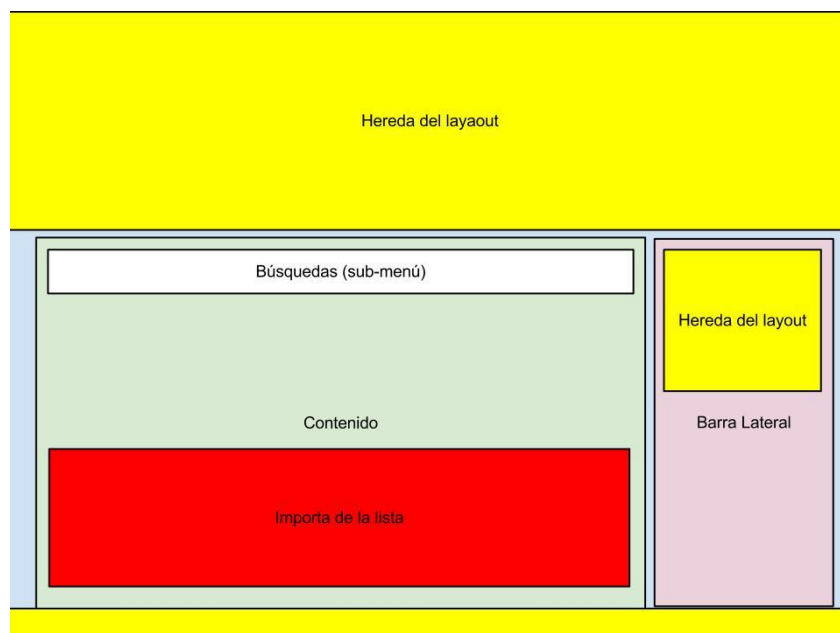 Hereda del layaout
Búsquedas (sub-menú)
Contenido
Importa de la lista
Hereda del layout
Barra Lateral